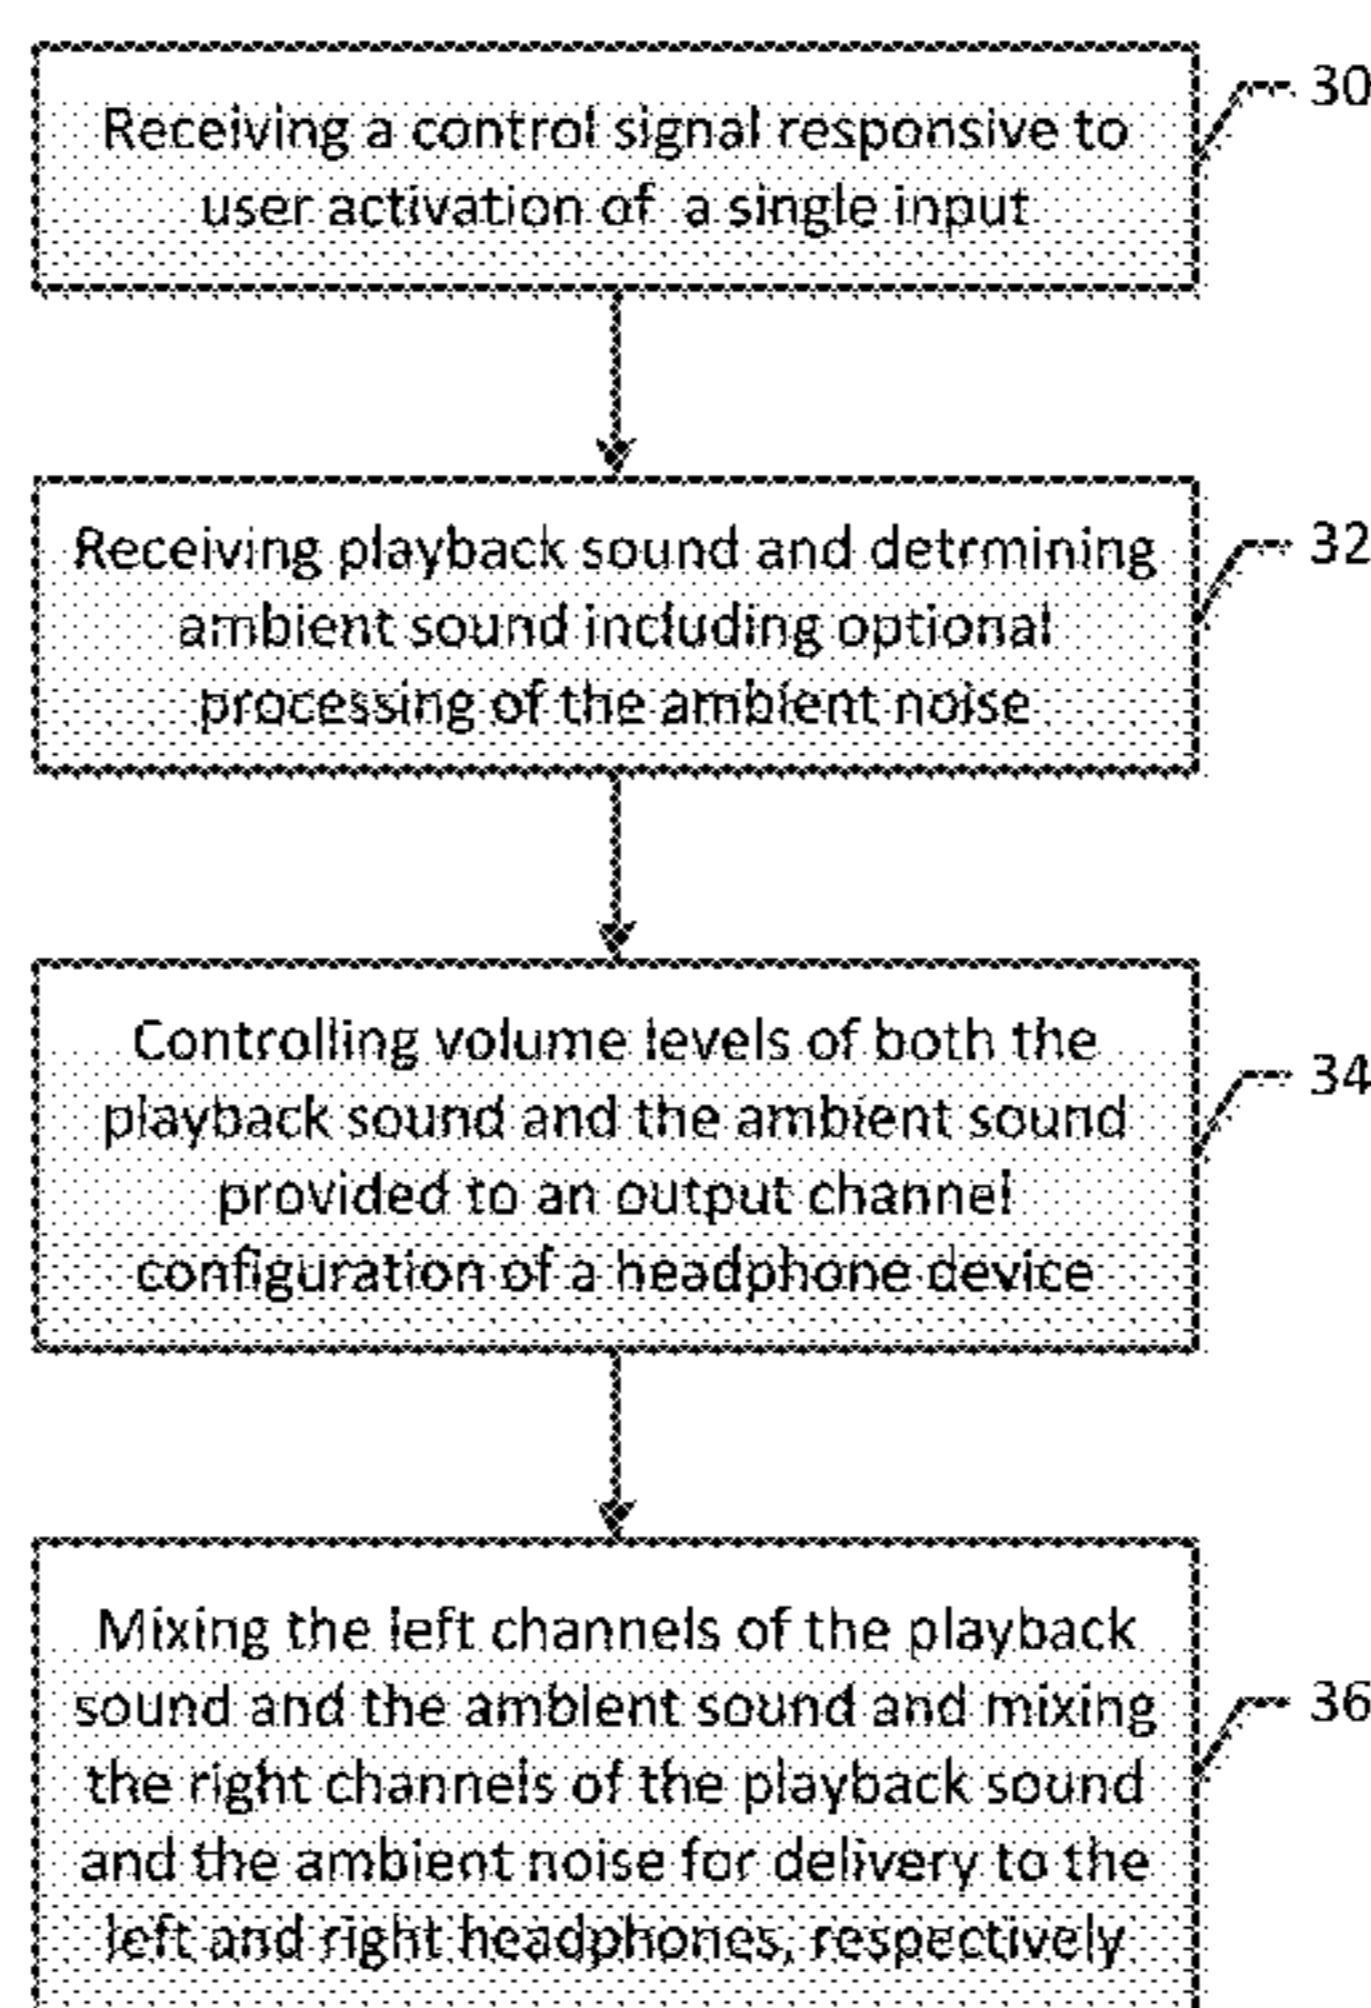 Receiving a control signal responsive to
user activation of a single input
30
Receiving playback sound and detrmining
ambient sound including optional
processing of the ambient noise
32
Controlling volume levels of both the
playback sound and the ambient sound
provided to an output channel
configuration of a headphone device
34
Mixing the left channels of the playback
sound and the ambient sound and mixing
the right channels of the playback sound
and the ambient noise for delivery to the
left and right headphones, respectively
36